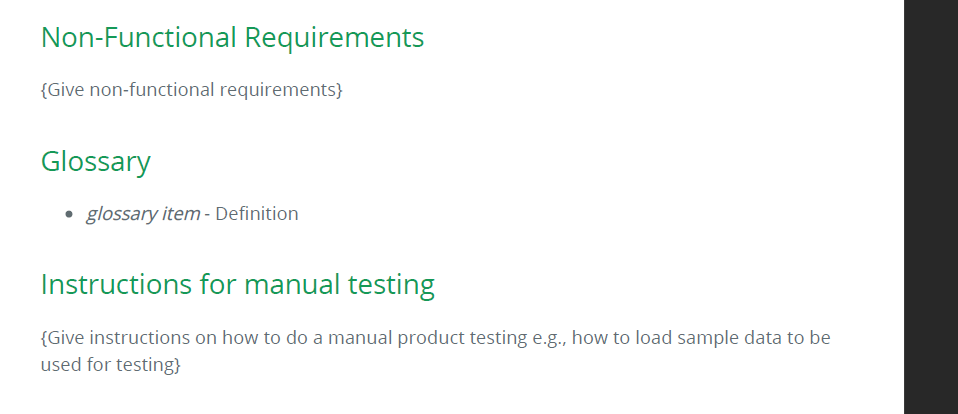 Non-Functional Requirements
{Give non-functional requirements}
Glossary
• glossary item - Definition
Instructions for manual testing
{Give instructions on how to do a manual product testing e.g., how to load sample data to be
used for testing}